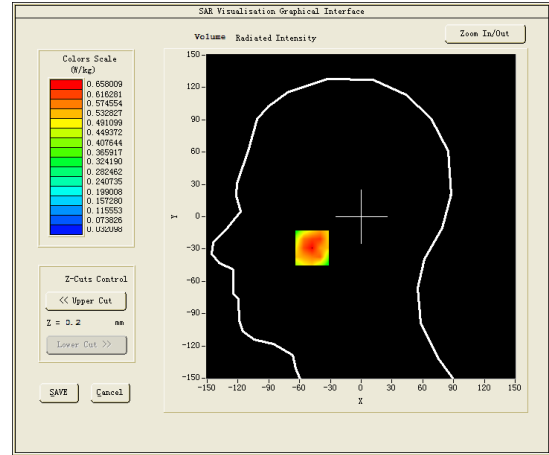 SAR Visualisation Graphical Interface
Volume Radiated Intensity
Zoom In/Out
Colors Scale
(W/kg)
0.658009
0.616281
0.574554
0.532827
0.491099
0.449372
0.407644
0.365917
0.324190
0.282462
0.240735
0.199008
0.157280
0.115553
0.073826
0.032098
Z-Cuts Control
<< Upper Cut
Z = 0.2 mm
Lower Cut >>
SAVE Cancel
150
120
90
60
30
Y 0
-30
-60
-90
-120
-150
-150 -120 -90 -60 -30 0 30 60 90 120 150
X